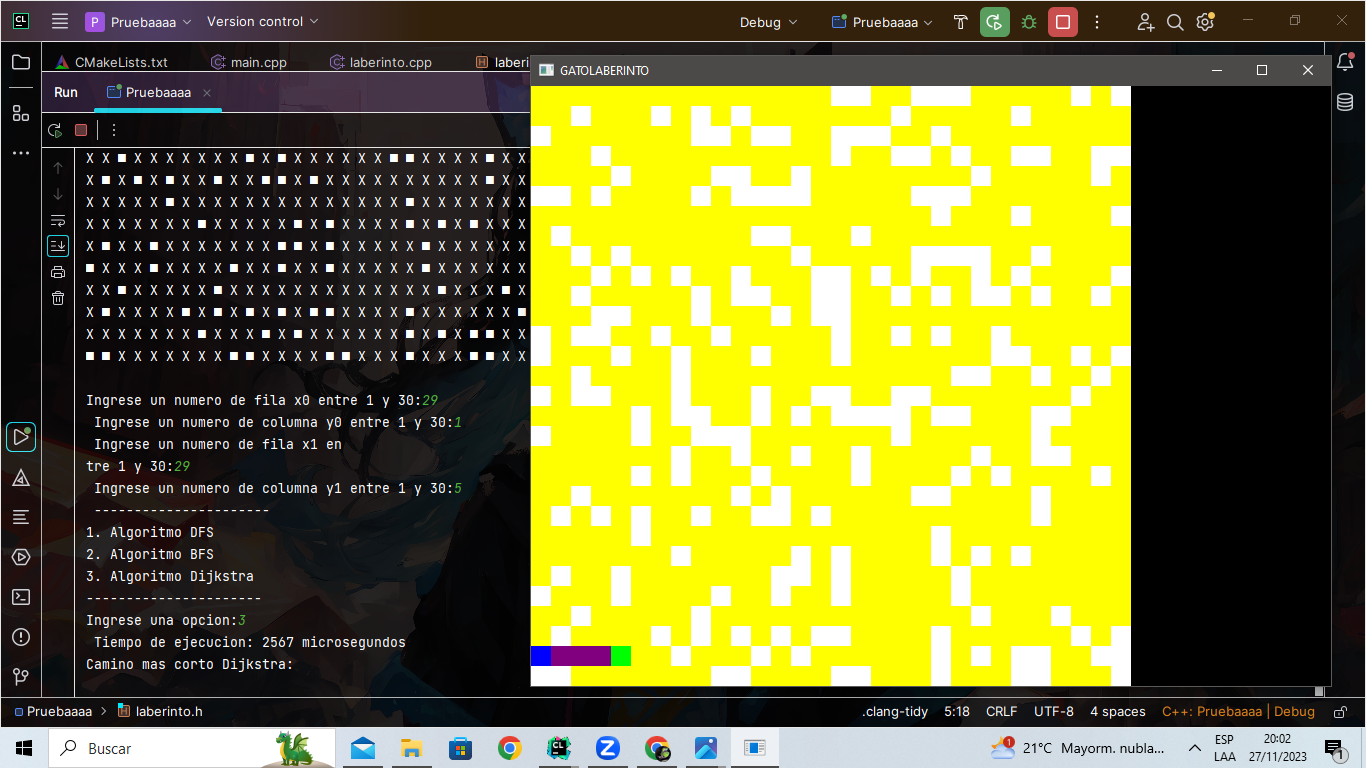 CL P Pruebaaaa Version control Debug Pruebaaaa
CMakeLists.txt main.cpp laberinto.cpp H laberi
GATOLABERINTO
Run Pruebaaaa
X X ■ X X X X X X X ■ X ■ X X X X X X ■ ■ X X X X ■ X X
X ■ X ■ X ■ X X ■ X X ■ ■ X ■ X X X X X X X X X X ■ X X
X X X X X ■ X X X X X X X X X X X X X X ■ X X X X X X X
X X X X X X X ■ X X X X X ■ X ■ X X X X ■ X ■ X ■ X X X
X ■ X X ■ X X X X X X X ■ ■ X ■ X X X X X ■ X X X X X X
■ X X X ■ X X X X ■ X X ■ X X ■ X X X X X ■ X X X X X X
X X ■ X X X X X ■ X X X X X X X X X X X X X ■ X X X ■ X
X ■ X X X X ■ X ■ X ■ X ■ X ■ ■ X X X X ■ X X X X X X ■
X X X X X X X ■ X X X ■ X ■ X X X X X X ■ X ■ X ■ ■ X X
■ ■ X X X X X X X ■ ■ X X X X ■ ■ X X X ■ X X X ■ ■ X X
Ingrese un numero de fila x0 entre 1 y 30:29
Ingrese un numero de columna y0 entre 1 y 30:1
Ingrese un numero de fila x1 en
tre 1 y 30:29
Ingrese un numero de columna y1 entre 1 y 30:5
----------------------
1. Algoritmo DFS
2. Algoritmo BFS
3. Algoritmo Dijkstra
----------------------
Ingrese una opcion:3
Tiempo de ejecucion: 2567 microsegundos
Camino mas corto Dijkstra:
Pruebaaaa > H laberinto.h .clang-tidy 5:18 CRLF UTF-8 4 spaces C++: Pruebaaaa | Debug
Buscar 1 21°C Mayorm. nubla... ESP 20:02
LAA 27/11/2023 1